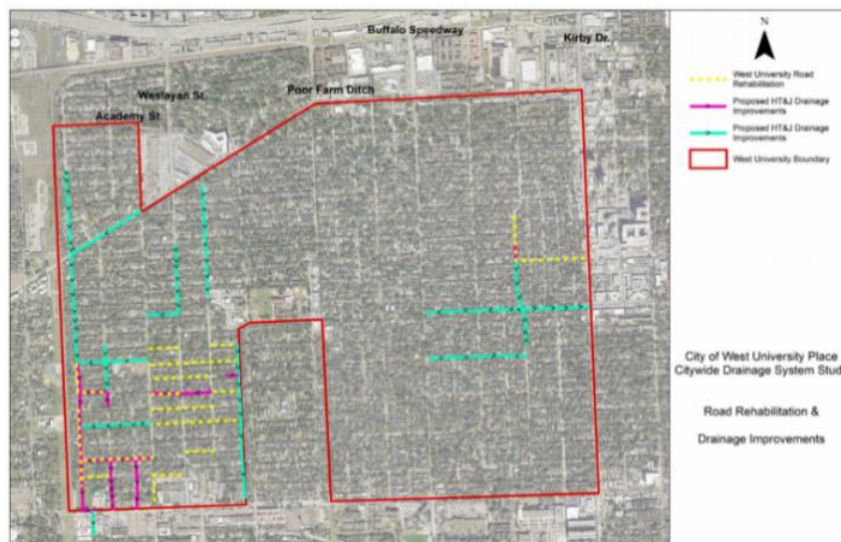 Buffalo Speedway
Kirby Dr.
Weslayan St.
Poor Farm Ditch
Academy St.
N
West University Road
Rehabilitation
Proposed HT&J Drainage
Improvements
Proposed HT&J Drainage
Improvements
West University Boundary
City of West University Place
Citywide Drainage System Stud
Road Rehabilitation &
Drainage Improvements